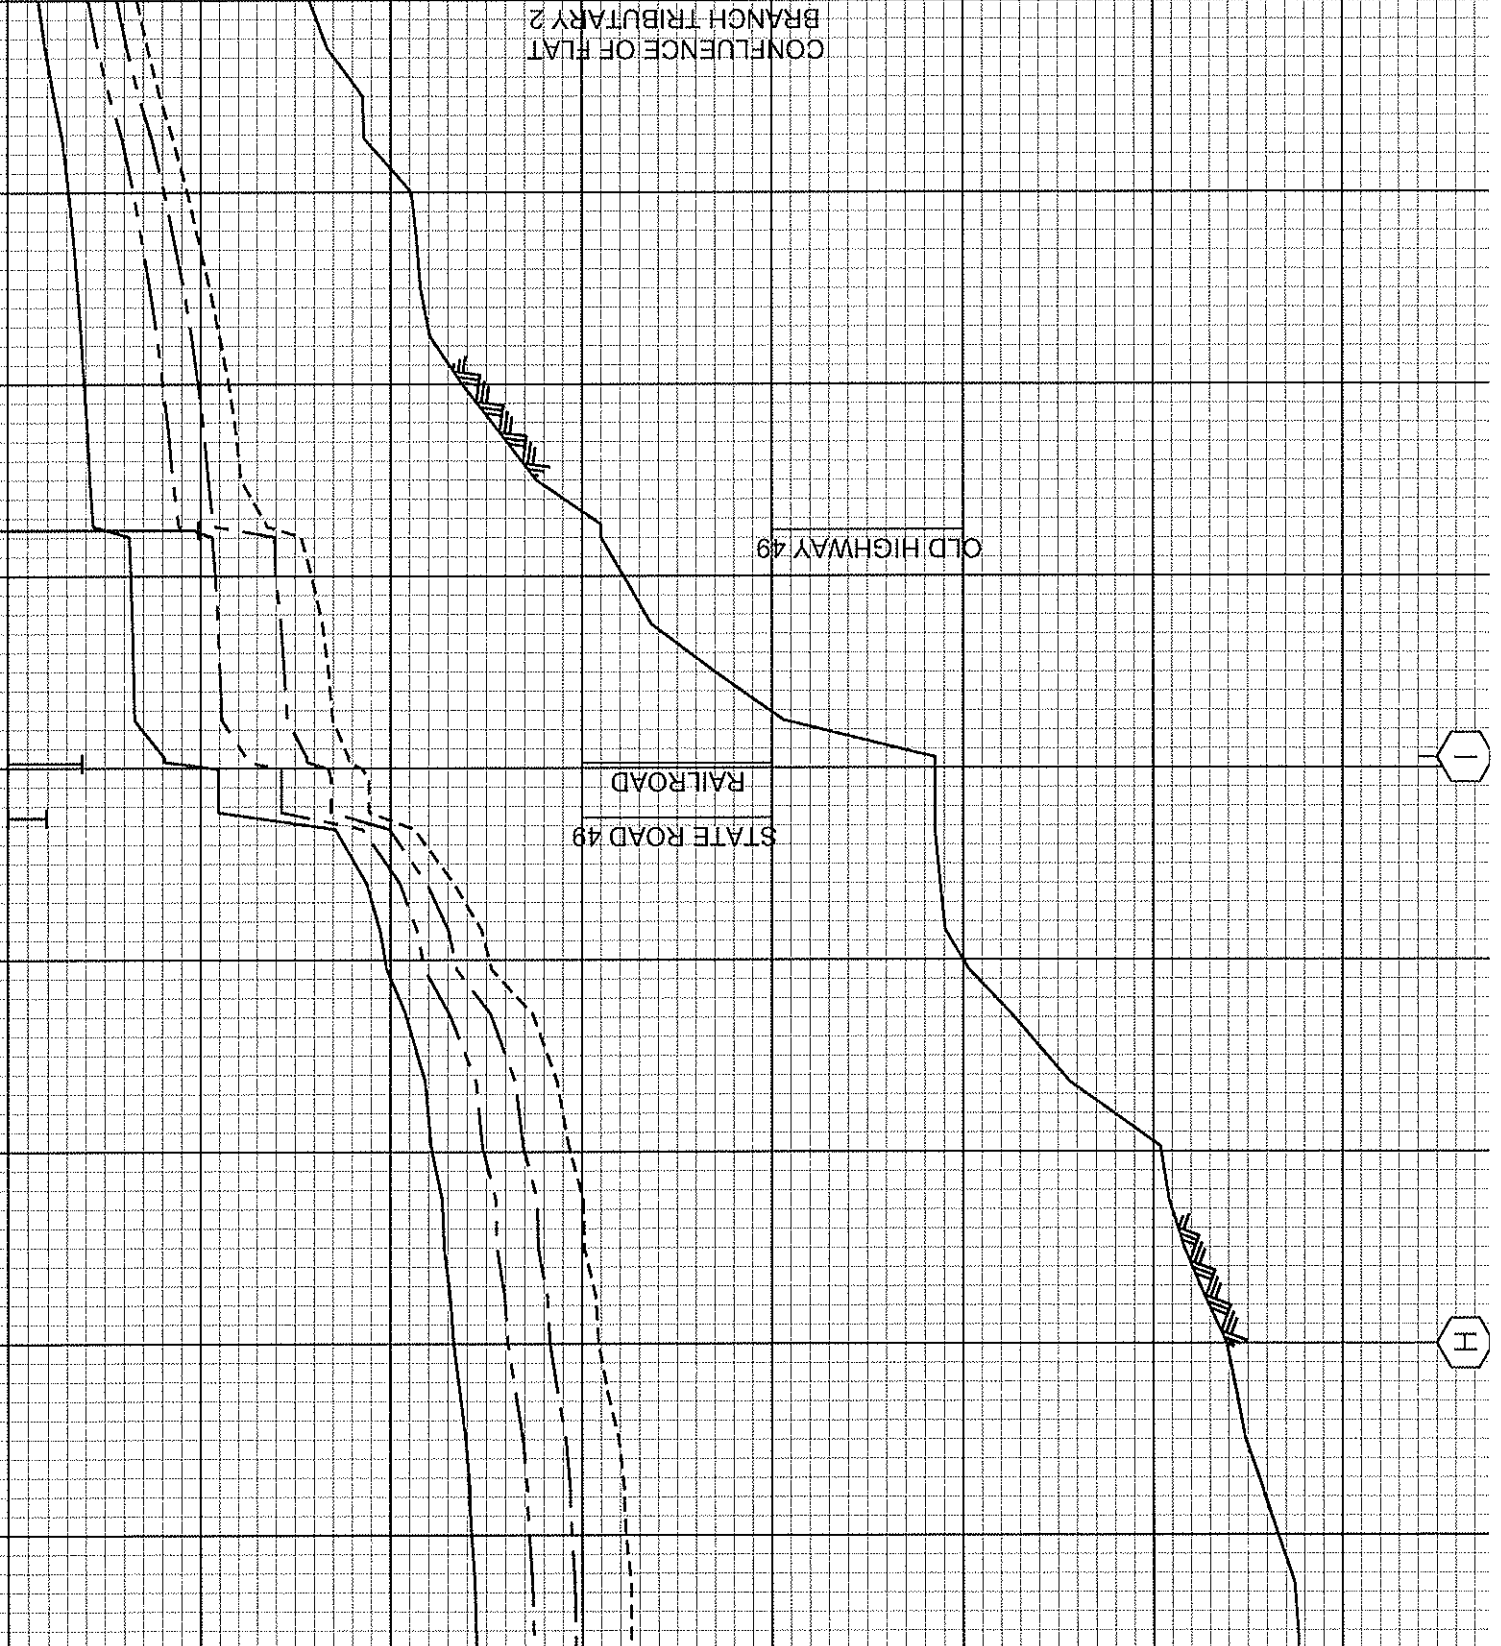 CONFLUENCE OF FLAT
BRANCH TRIBUTARY 2
OLD HIGHWAY 49
RAILROAD
STATE ROAD 49
I
H